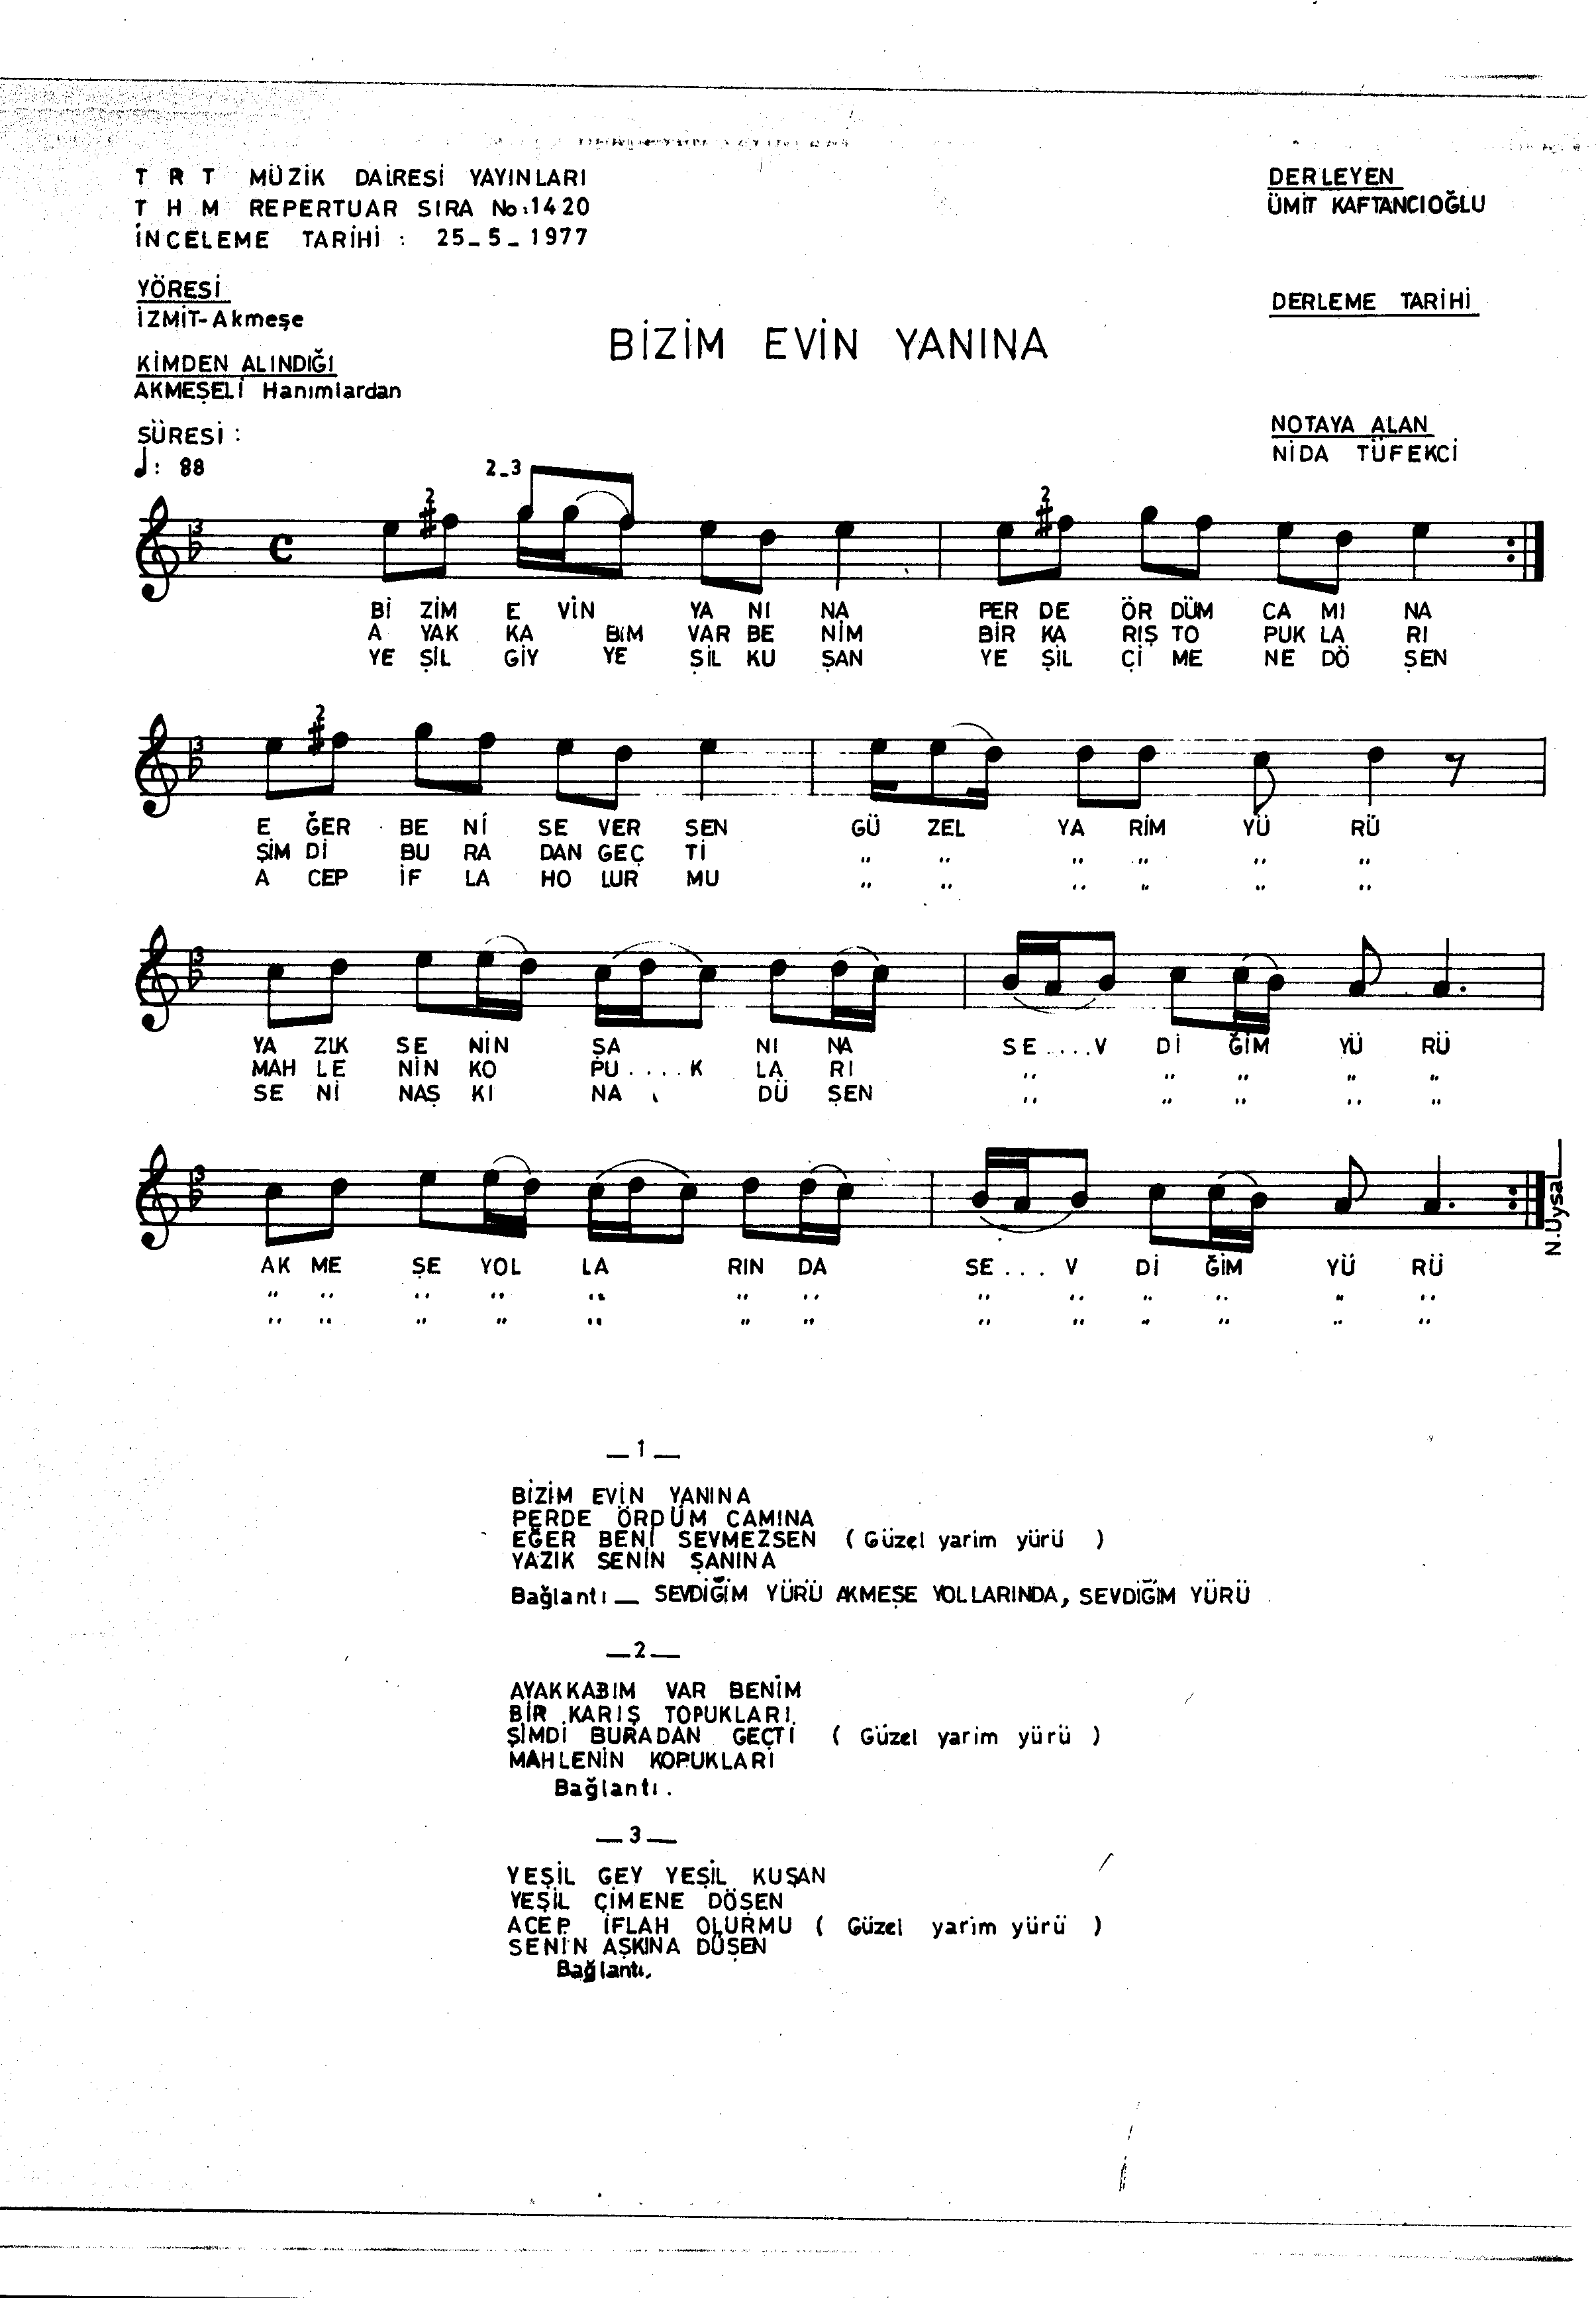 T R T MÜZİK DAİRESİ YAYINLARI
T H M REPERTUAR SIRA No:1420
İNCELEME TARİHİ : 25_5_1977
DERLEYEN
ÜMİT KAFTANCIOĞLU
YÖRESİ
İZMİT-Akmeşe
DERLEME TARİHİ
BİZİM EVİN YANINA
KİMDEN ALINDIĞI
AKMEŞELİ Hanımlardan
NOTAYA ALAN
NİDA TÜFEKCİ
SÜRESİ :
: 88
2 2_3 2
3
C
Bİ ZİM E VİN YA NI NA PER DE ÖR DÜM CA MI NA
A YAK KA BIM VAR BE NİM BİR KA RIŞ TO PUK LA RI
YE ŞİL GİY YE ŞİL KU ŞAN YE ŞİL Çİ ME NE DÖ ŞEN
2
3
E ĞER BE Nİ SE VER SEN GÜ ZEL YA RİM YÜ RÜ
ŞİM Dİ BU RA DAN GEÇ Tİ " " " " " "
A CEP İF LA HO LUR MU " " " " " "
3
YA ZIK SE NİN ŞA NI NA SE....V Dİ ĞİM YÜ RÜ
MAH LE NİN KO PU....K LA RI " " " " "
SE Nİ NAŞ KI NA DÜ ŞEN " " " " "
3
AK ME ŞE YOL LA RIN DA SE... V Dİ ĞİM YÜ RÜ
" " " " " " " " " " " " "
" " " " " " " " " " " " "
N.Uysal
_1_
BİZİM EVİN YANINA
PERDE ÖRDÜM CAMINA
EĞER BENİ SEVMEZSEN ( Güzel yarim yürü )
YAZIK SENİN ŞANINA
Bağlantı _ SEVDİĞİM YÜRÜ AKMEŞE YOLLARINDA, SEVDİĞİM YÜRÜ
_2_
AYAKKABIM VAR BENİM
BİR KARIŞ TOPUKLARI
ŞİMDİ BURADAN GEÇTİ ( Güzel yarim yürü )
MAHLENİN KOPUKLARI
Bağlantı.
_3_
YEŞİL GEY YEŞİL KUŞAN
YEŞİL ÇİMENE DÖŞEN
ACEP İFLAH OLURMU ( Güzel yarim yürü )
SENİN AŞKINA DÜŞEN
Bağlantı.